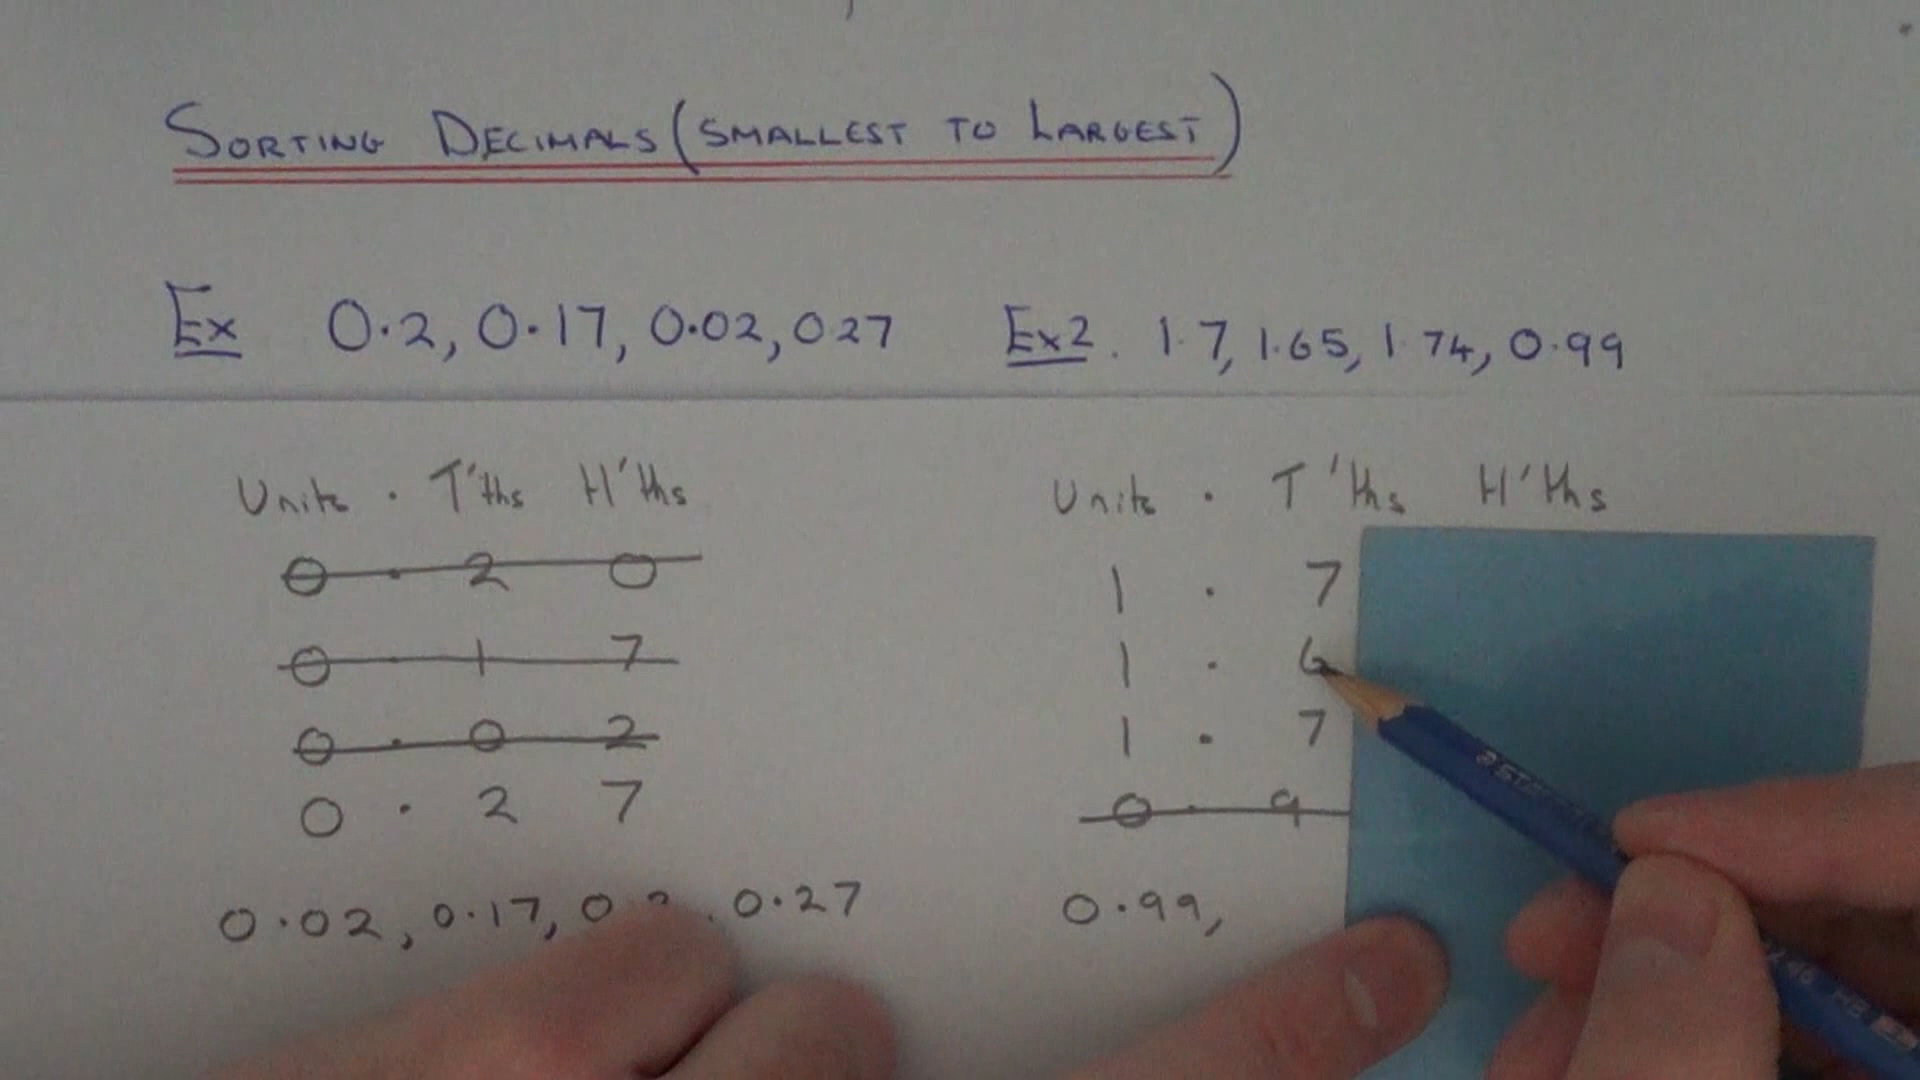 SORTING DECIMALS (SMALLEST TO LARGEST)
Ex 0.2, 0.17, 0.02, 0 27
Ex2. 1.7, 1.65, 1.74, 0.99
Units . T'ths H'ths
0 . 2 0
0 . 1 7
0 . 0 2
0 . 2 7
0.02, 0.17, 0.2, 0.27
Units . T'ths H'ths
1 . 7
1 . 6
1 . 7
0 . 9
0.99,
HB